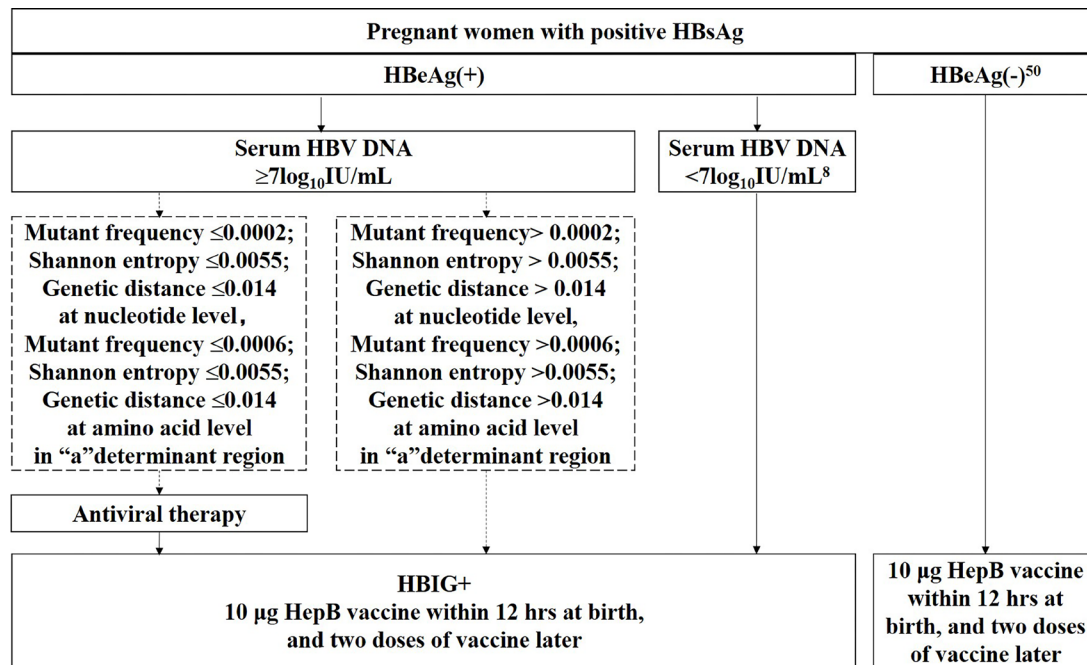 Pregnant women with positive HBsAg
HBeAg(+)
HBeAg(-)⁵⁰
Serum HBV DNA
≥7log₁₀IU/mL
Serum HBV DNA
<7log₁₀IU/mL⁸
Mutant frequency ≤0.0002;
Shannon entropy ≤0.0055;
Genetic distance ≤0.014
at nucleotide level,
Mutant frequency ≤0.0006;
Shannon entropy ≤0.0055;
Genetic distance ≤0.014
at amino acid level
in “a”determinant region
Mutant frequency> 0.0002;
Shannon entropy > 0.0055;
Genetic distance > 0.014
at nucleotide level,
Mutant frequency >0.0006;
Shannon entropy >0.0055;
Genetic distance >0.014
at amino acid level
in “a”determinant region
Antiviral therapy
HBIG+
10 μg HepB vaccine within 12 hrs at birth,
and two doses of vaccine later
10 μg HepB vaccine
within 12 hrs at
birth, and two doses
of vaccine later